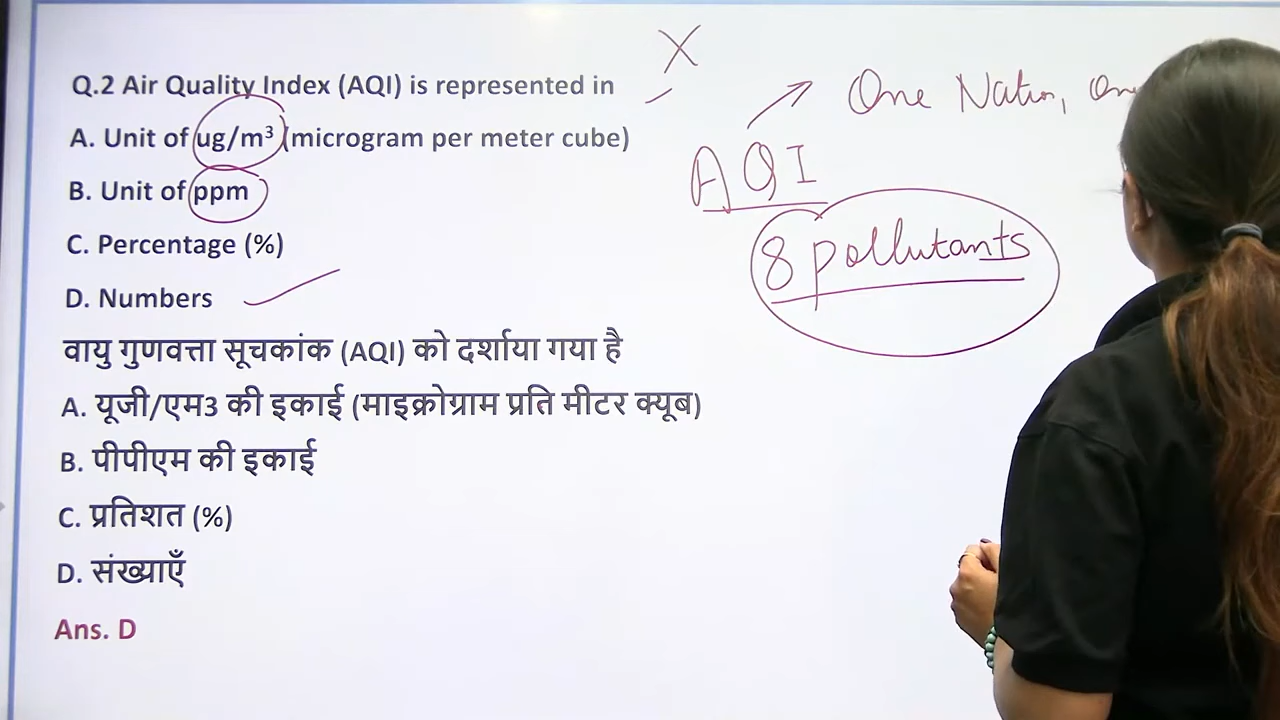 Q.2 Air Quality Index (AQI) is represented in
A. Unit of ug/m³ (microgram per meter cube)
B. Unit of ppm
C. Percentage (%)
D. Numbers
वायु गुणवत्ता सूचकांक (AQI) को दर्शाया गया है
A. यूजी/एम3 की इकाई (माइक्रोग्राम प्रति मीटर क्यूब)
B. पीपीएम की इकाई
C. प्रतिशत (%)
D. संख्याएँ
Ans. D
X
One Nation, One
AQI
8 pollutants